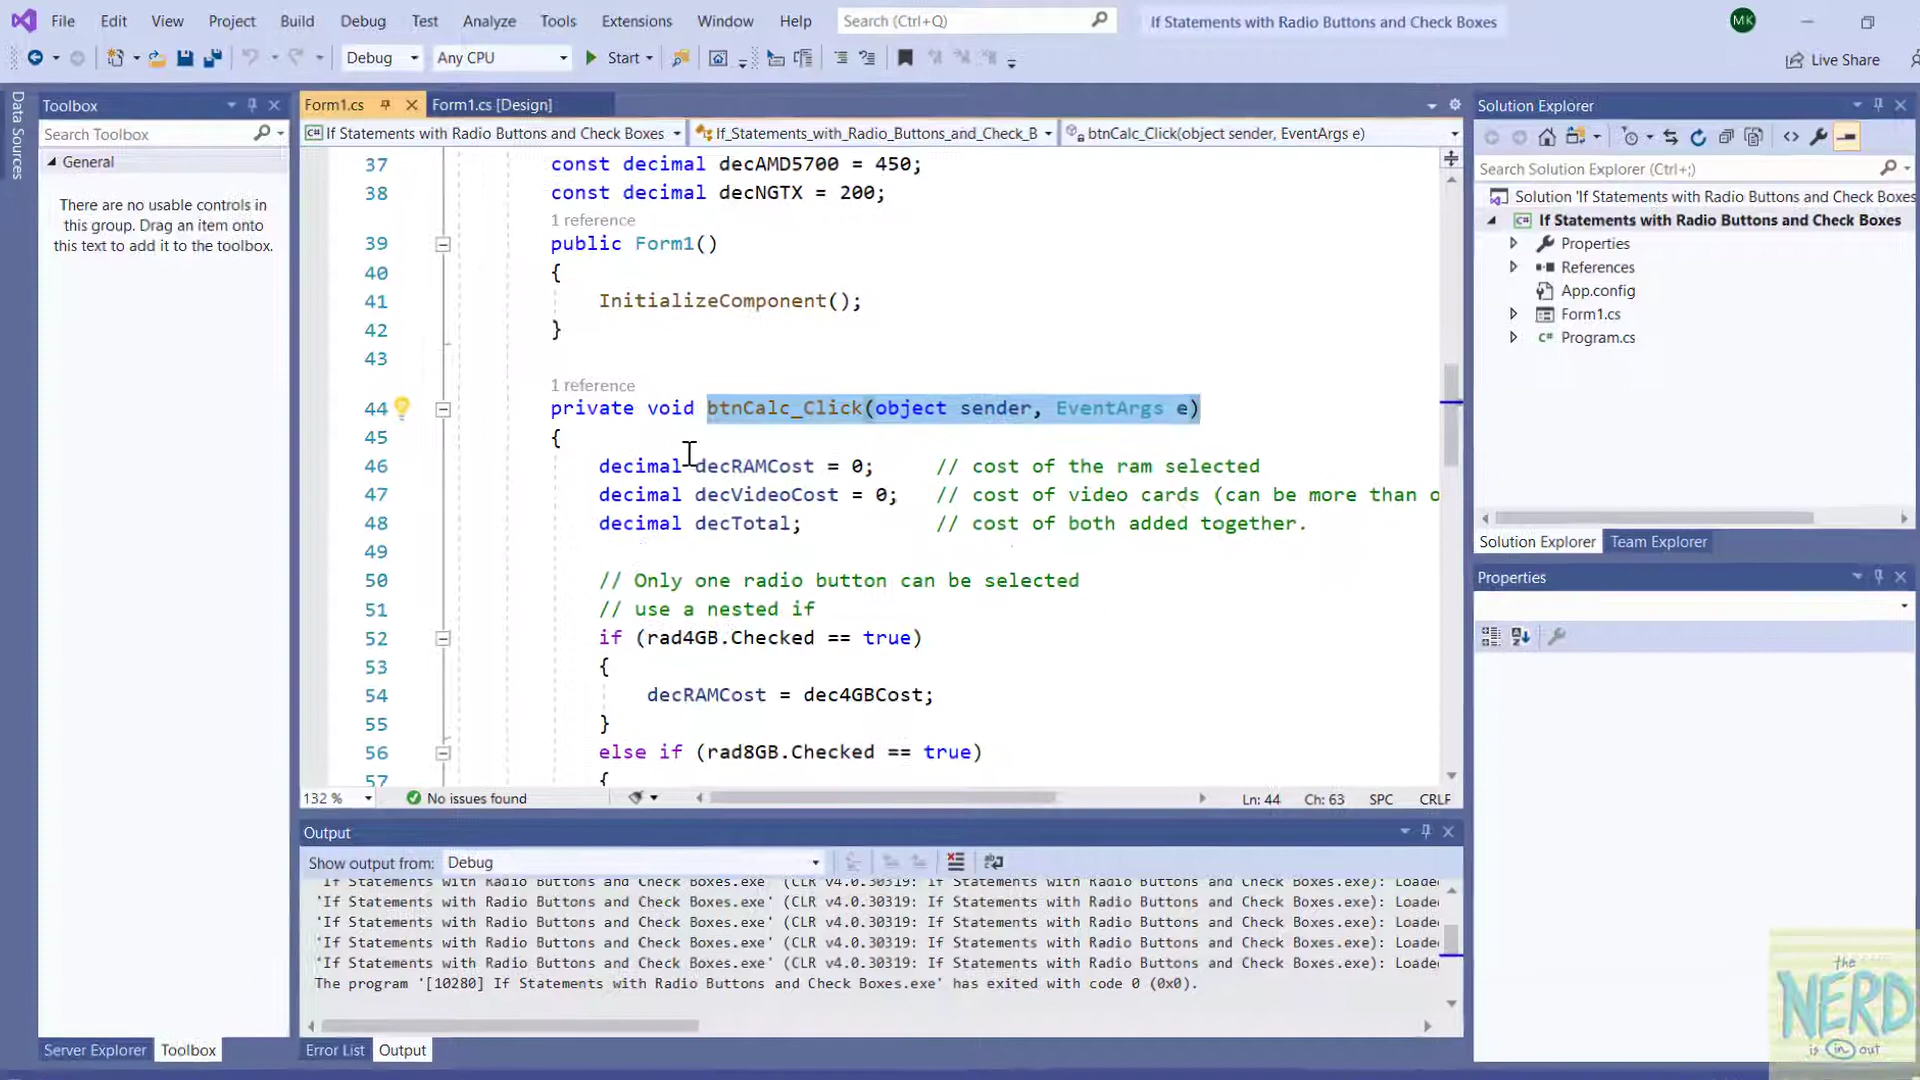 File Edit View Project Build Debug Test Analyze Tools Extensions Window Help Search (Ctrl+Q) If Statements with Radio Buttons and Check Boxes MK
Debug Any CPU Start Live Share
Data Sources
Toolbox
Search Toolbox
General
There are no usable controls in
this group. Drag an item onto
this text to add it to the toolbox.
Server Explorer Toolbox
Form1.cs Form1.cs [Design]
If Statements with Radio Buttons and Check Boxes If_Statements_with_Radio_Buttons_and_Check_B btnCalc_Click(object sender, EventArgs e)
37 const decimal decAMD5700 = 450;
38 const decimal decNGTX = 200;
1 reference
39 public Form1()
40 {
41 InitializeComponent();
42 }
43
1 reference
44 private void btnCalc_Click(object sender, EventArgs e)
45 {
46 decimal decRAMCost = 0; // cost of the ram selected
47 decimal decVideoCost = 0; // cost of video cards (can be more than o
48 decimal decTotal; // cost of both added together.
49
50 // Only one radio button can be selected
51 // use a nested if
52 if (rad4GB.Checked == true)
53 {
54 decRAMCost = dec4GBCost;
55 }
56 else if (rad8GB.Checked == true)
57 {
132 % No issues found Ln: 44 Ch: 63 SPC CRLF
Output
Show output from: Debug
'If Statements with Radio Buttons and Check Boxes.exe' (CLR v4.0.30319: If Statements with Radio Buttons and Check Boxes.exe): Loade
'If Statements with Radio Buttons and Check Boxes.exe' (CLR v4.0.30319: If Statements with Radio Buttons and Check Boxes.exe): Loade
'If Statements with Radio Buttons and Check Boxes.exe' (CLR v4.0.30319: If Statements with Radio Buttons and Check Boxes.exe): Loade
'If Statements with Radio Buttons and Check Boxes.exe' (CLR v4.0.30319: If Statements with Radio Buttons and Check Boxes.exe): Loade
'If Statements with Radio Buttons and Check Boxes.exe' (CLR v4.0.30319: If Statements with Radio Buttons and Check Boxes.exe): Loade
The program '[10280] If Statements with Radio Buttons and Check Boxes.exe' has exited with code 0 (0x0).
Error List Output
Solution Explorer
Search Solution Explorer (Ctrl+;)
Solution 'If Statements with Radio Buttons and Check Boxes
If Statements with Radio Buttons and Check Boxes
Properties
References
App.config
Form1.cs
Program.cs
Solution Explorer Team Explorer
Properties
the
NERD
is in out